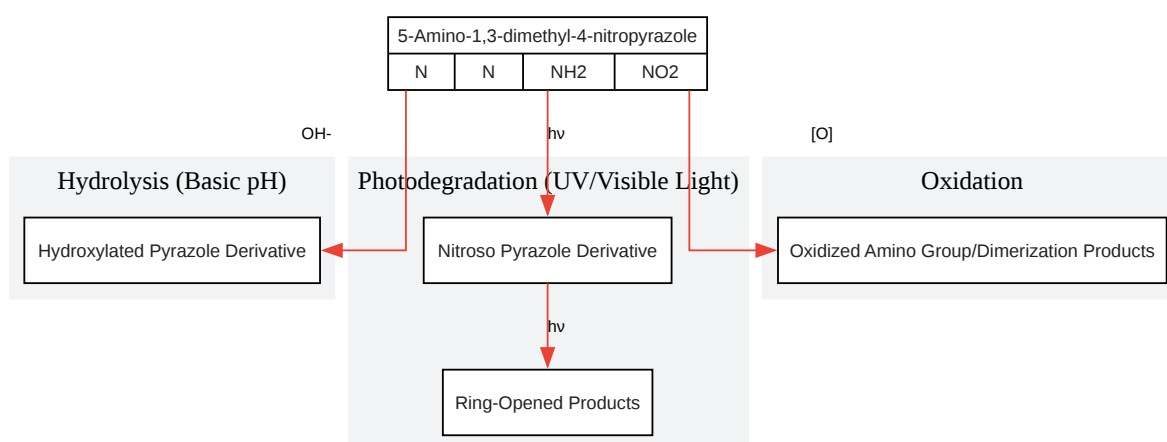 5-Amino-1,3-dimethyl-4-nitropyrazole
N N NH2 NO2
OH- hν [O]
Hydrolysis (Basic pH) Photodegradation (UV/Visible Light) Oxidation
Hydroxylated Pyrazole Derivative Nitroso Pyrazole Derivative Oxidized Amino Group/Dimerization Products
hν
Ring-Opened Products